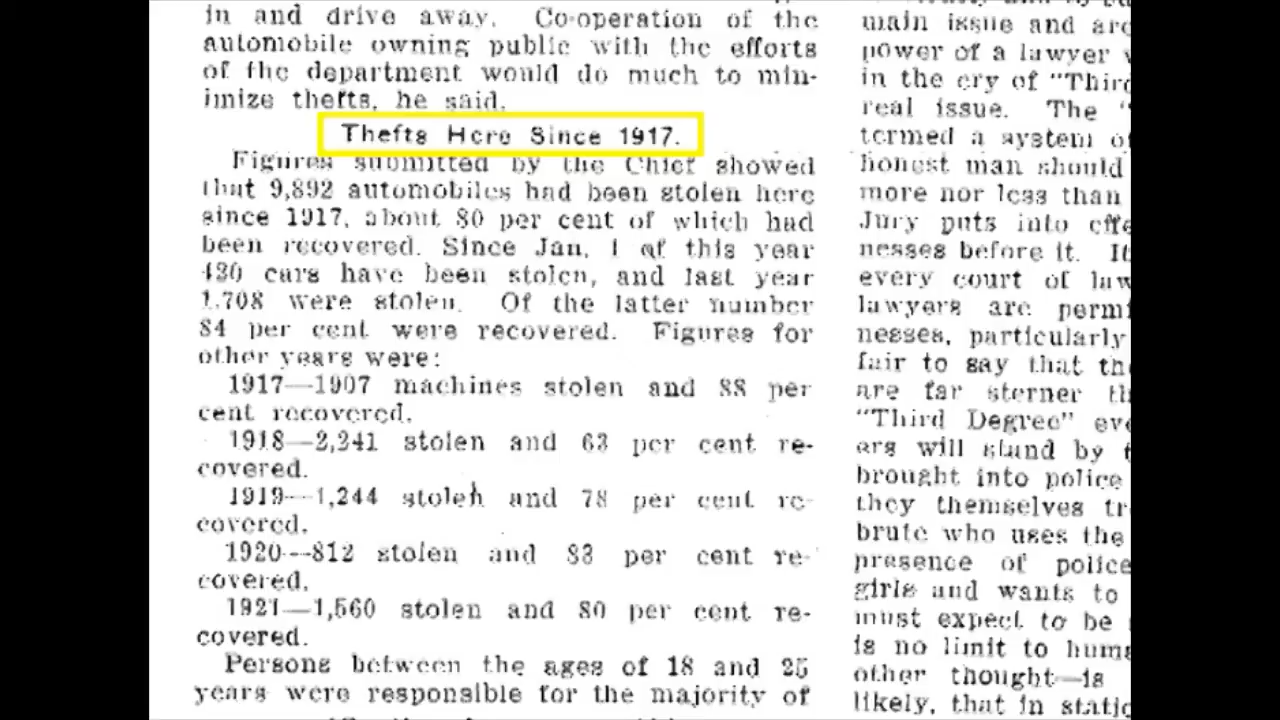 in and drive away. Co-operation of the
automobile owning public with the efforts
of the department would do much to min-
imize thefts, he said.
Thefts Here Since 1917.
Figures submitted by the Chief showed
that 9,892 automobiles had been stolen here
since 1917, about 80 per cent of which had
been recovered. Since Jan. 1 of this year
430 cars have been stolen, and last year
1,708 were stolen. Of the latter number
84 per cent were recovered. Figures for
other years were:
1917—1907 machines stolen and 88 per
cent recovered.
1918—2,241 stolen and 63 per cent re-
covered.
1919—1,244 stolen and 78 per cent re-
covered.
1920—812 stolen and 83 per cent re-
covered.
1921—1,560 stolen and 80 per cent re-
covered.
Persons between the ages of 18 and 25
years were responsible for the majority of
main issue and
power of a lawyer
in the cry of "Third
real issue. The
termed a system of
honest man should
more nor less than
Jury puts into
nesses before it.
every court of law
lawyers are
nesses, particularly
fair to say that
are far sterner
"Third Degree"
ers will stand by
brought into police
they themselves
brute who uses the
presence of police
girls and wants to
must expect to be
is no limit to
other thought—is
likely, that in